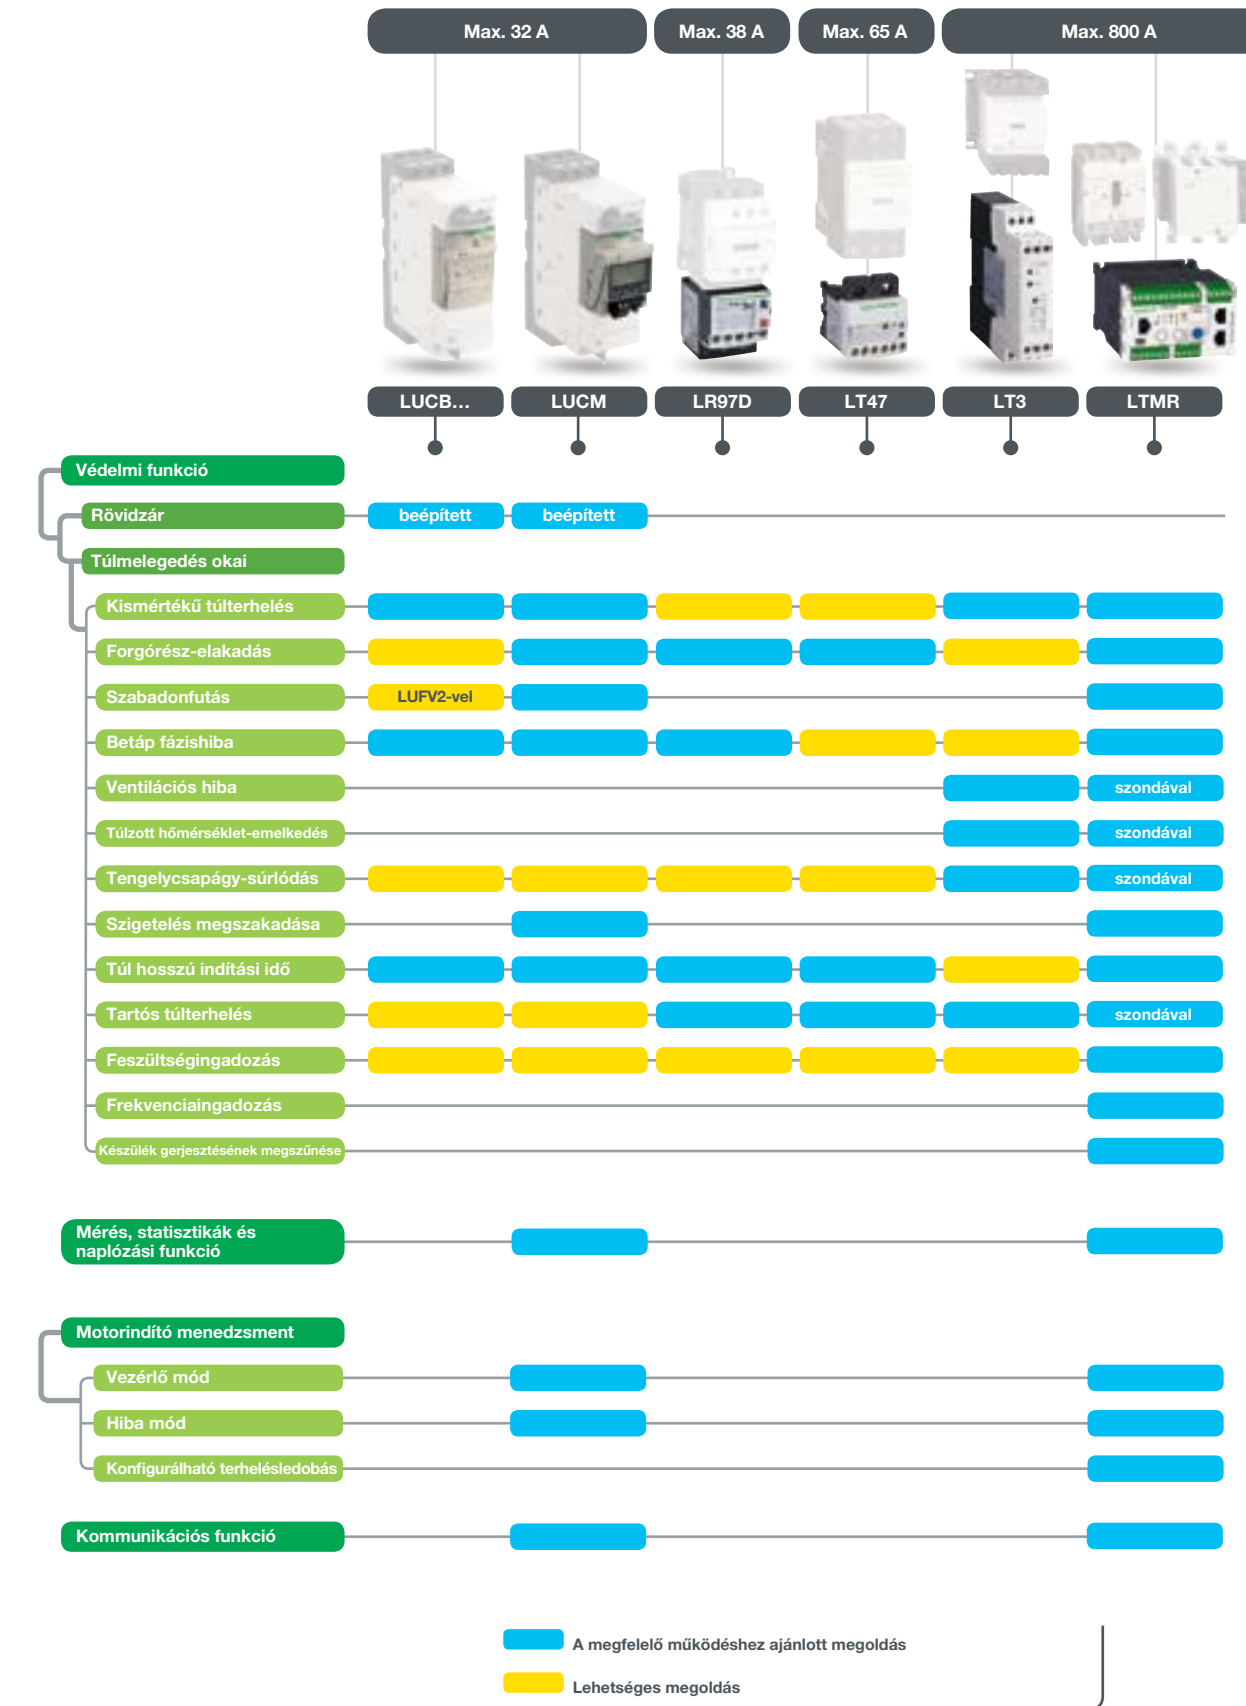 Max. 32 A
Max. 38 A
Max. 65 A
Max. 800 A
LUCB...
LUCM
LR97D
LT47
LT3
LTMR
Védelmi funkció
Rövidzár
beépített
beépített
Túlmelegedés okai
Kismértékű túlterhelés
Forgórész-elakadás
Szabadonfutás
LUFV2-vel
Betáp fázishiba
Ventilációs hiba
szondával
Túlzott hőmérséklet-emelkedés
szondával
Tengelycsapágy-súrlódás
szondával
Szigetelés megszakadása
Túl hosszú indítási idő
Tartós túlterhelés
szondával
Feszültségingadozás
Frekvenciaingadozás
Készülék gerjesztésének megszűnése
Mérés, statisztikák és
naplózási funkció
Motorindító menedzsment
Vezérlő mód
Hiba mód
Konfigurálható terhelésledobás
Kommunikációs funkció
A megfelelő működéshez ajánlott megoldás
Lehetséges megoldás